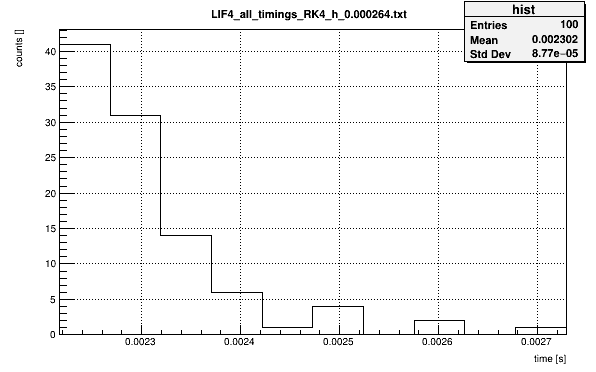 LIF4_all_timings_RK4_h_0.000264.txt
hist
Entries 100
Mean 0.002302
Std Dev 8.77e−05
counts []
40
35
30
25
20
15
10
5
0
0.0023 0.0024 0.0025 0.0026 0.0027
time [s]